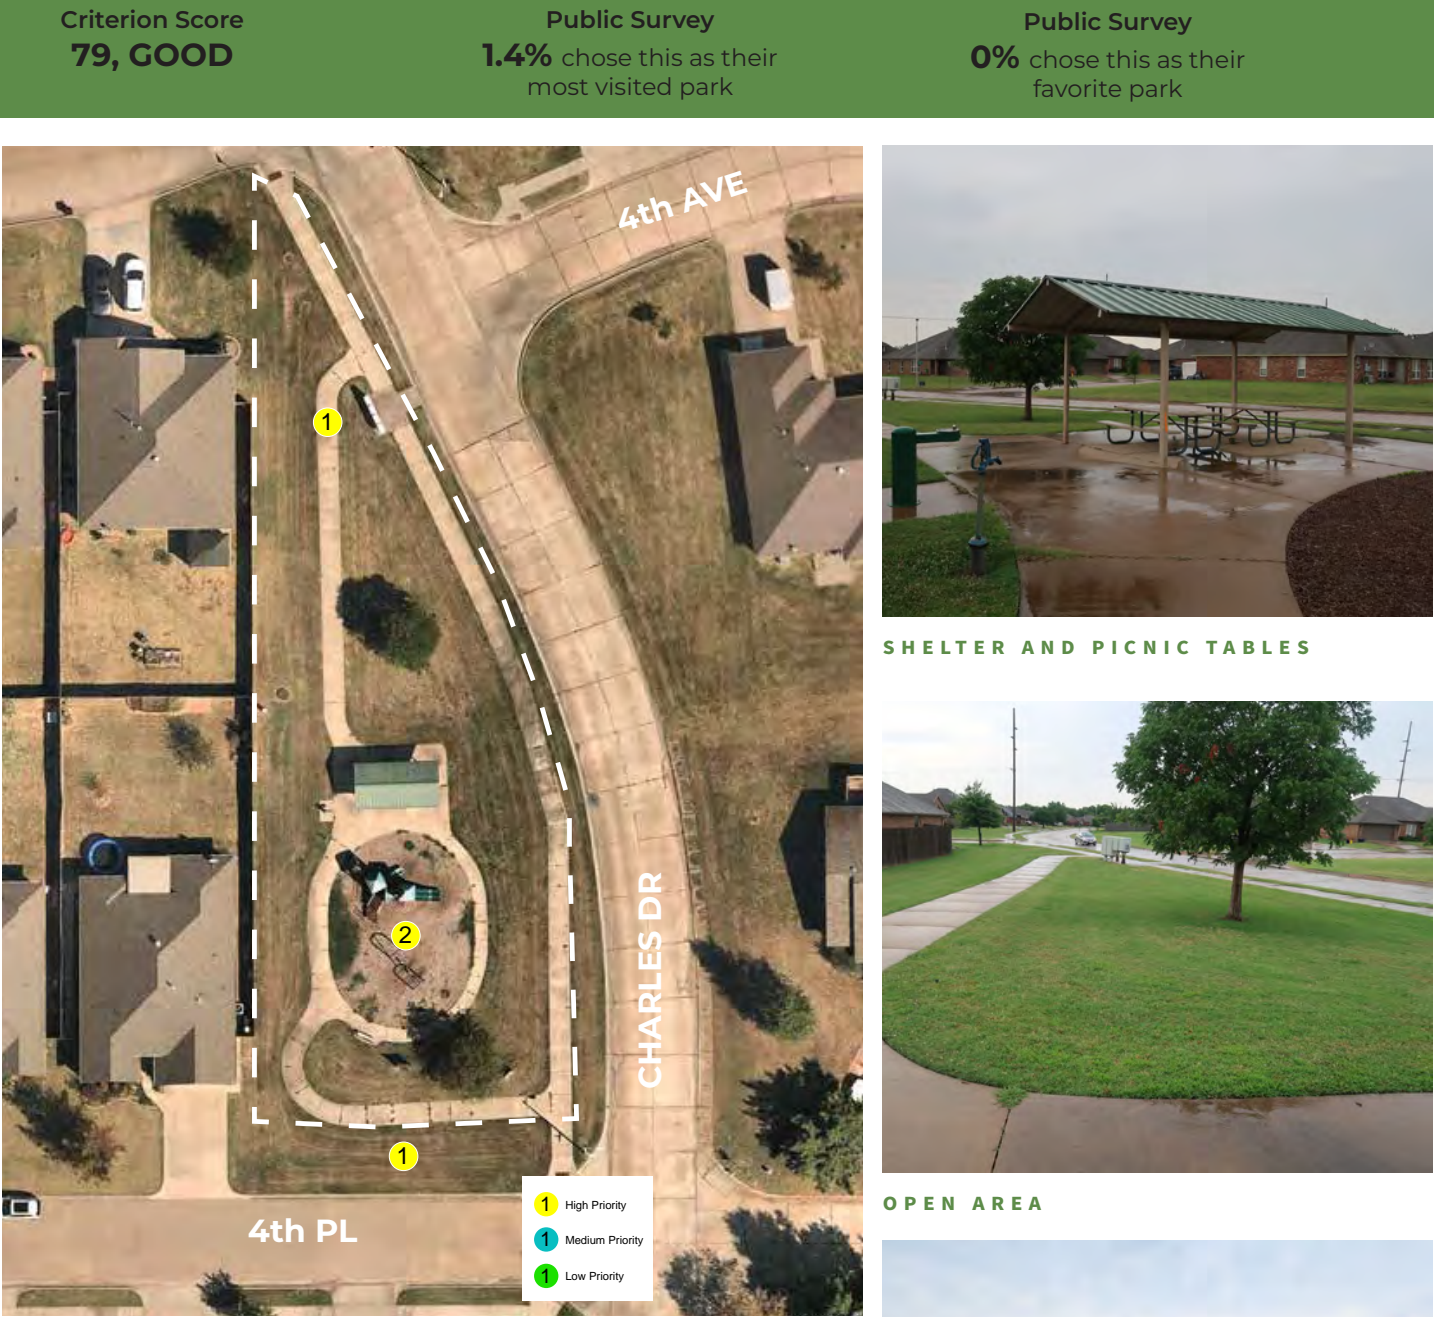 Criterion Score
79, GOOD
Public Survey
1.4% chose this as their
most visited park
Public Survey
0% chose this as their
favorite park
4th AVE
1
2
CHARLES DR
1
4th PL
1 High Priority
1 Medium Priority
1 Low Priority
SHELTER AND PICNIC TABLES
OPEN AREA